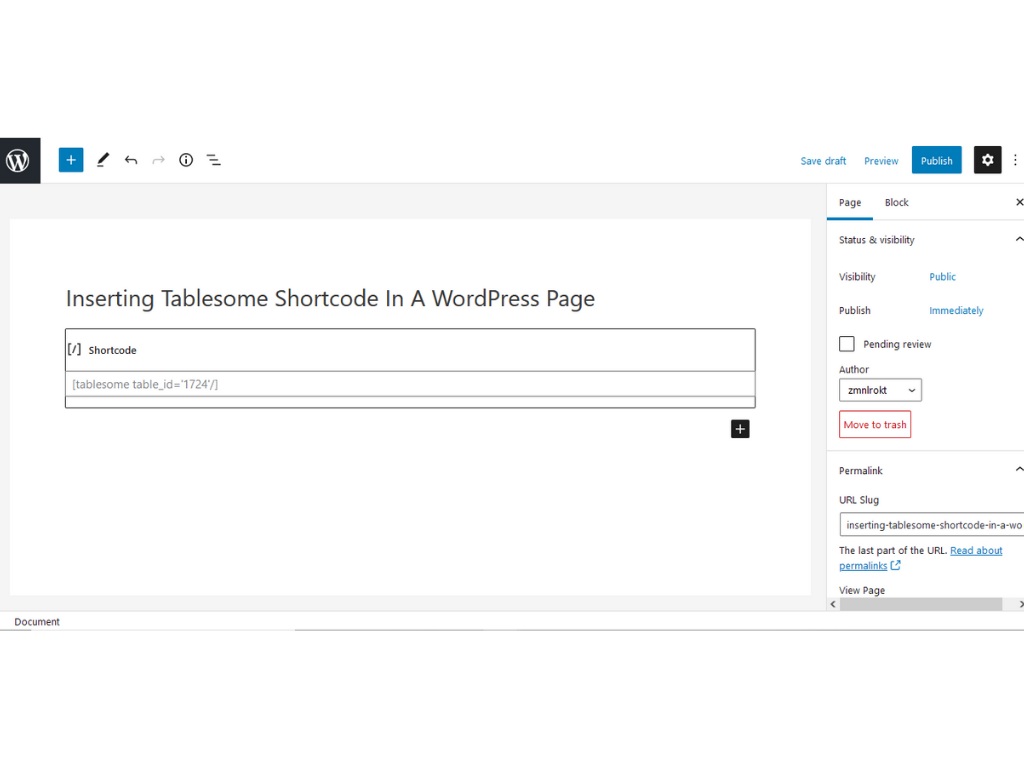 Save draft Preview Publish
Page Block
Status & visibility
Visibility Public
Publish Immediately
Pending review
Author
zmnlrokt
Move to trash
Permalink
URL Slug
inserting-tablesome-shortcode-in-a-wo
The last part of the URL. Read about
permalinks
View Page
Inserting Tablesome Shortcode In A WordPress Page
[/] Shortcode
[tablesome table_id='1724'/]
Document